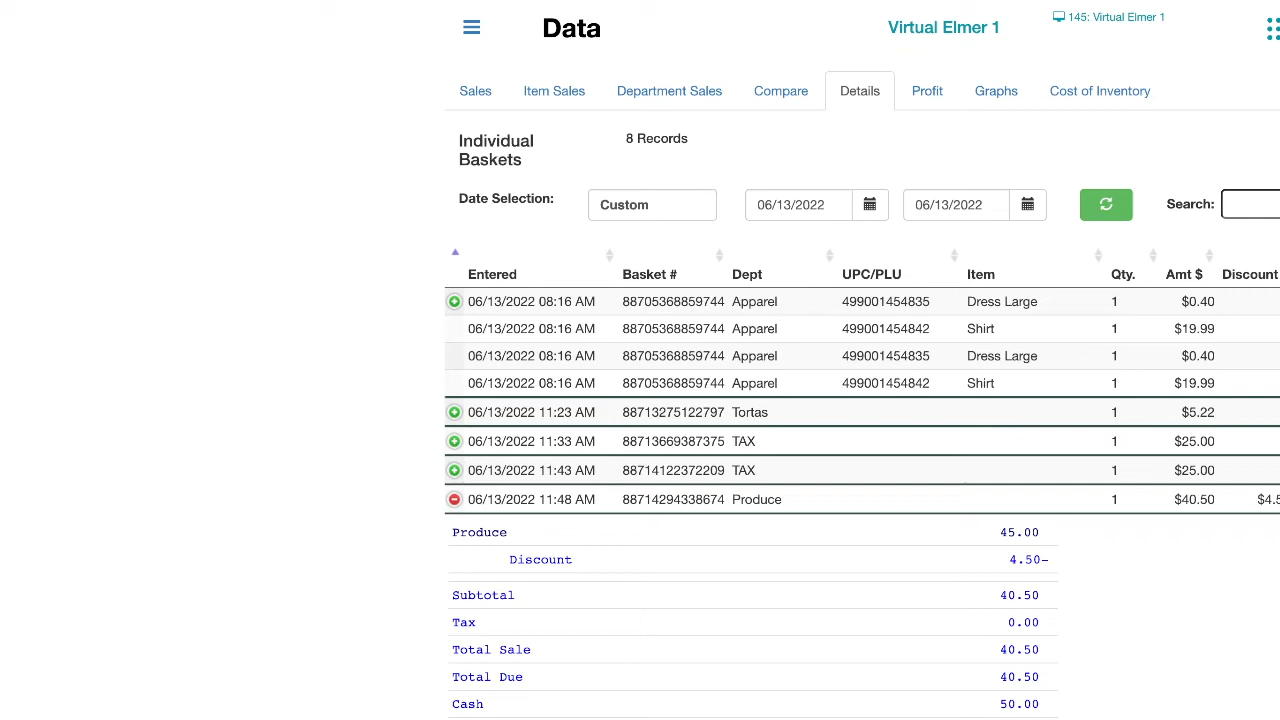 Data
Virtual Elmer 1
145: Virtual Elmer 1
Sales Item Sales Department Sales Compare Details Profit Graphs Cost of Inventory
Individual Baskets
8 Records
Date Selection: Custom 06/13/2022 06/13/2022 Search:
Entered Basket # Dept UPC/PLU Item Qty. Amt $ Discount
06/13/2022 08:16 AM 88705368859744 Apparel 499001454835 Dress Large 1 $0.40
06/13/2022 08:16 AM 88705368859744 Apparel 499001454842 Shirt 1 $19.99
06/13/2022 08:16 AM 88705368859744 Apparel 499001454835 Dress Large 1 $0.40
06/13/2022 08:16 AM 88705368859744 Apparel 499001454842 Shirt 1 $19.99
06/13/2022 11:23 AM 88713275122797 Tortas 1 $5.22
06/13/2022 11:33 AM 88713669387375 TAX 1 $25.00
06/13/2022 11:43 AM 88714122372209 TAX 1 $25.00
06/13/2022 11:48 AM 88714294338674 Produce 1 $40.50 $4.5
Produce 45.00
Discount 4.50-
Subtotal 40.50
Tax 0.00
Total Sale 40.50
Total Due 40.50
Cash 50.00